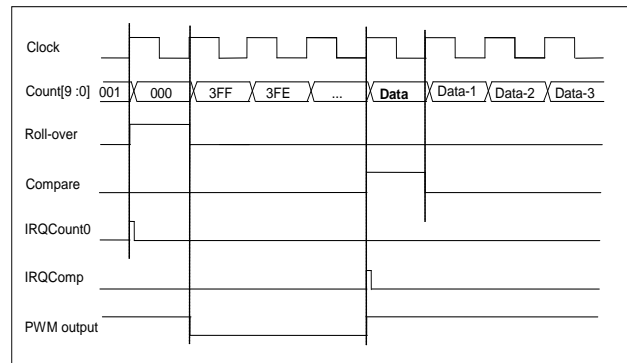 Clock
Count[9 :0] 001 000 3FF 3FE ... Data Data-1 Data-2 Data-3
Roll-over
Compare
IRQCount0
IRQComp
PWM output